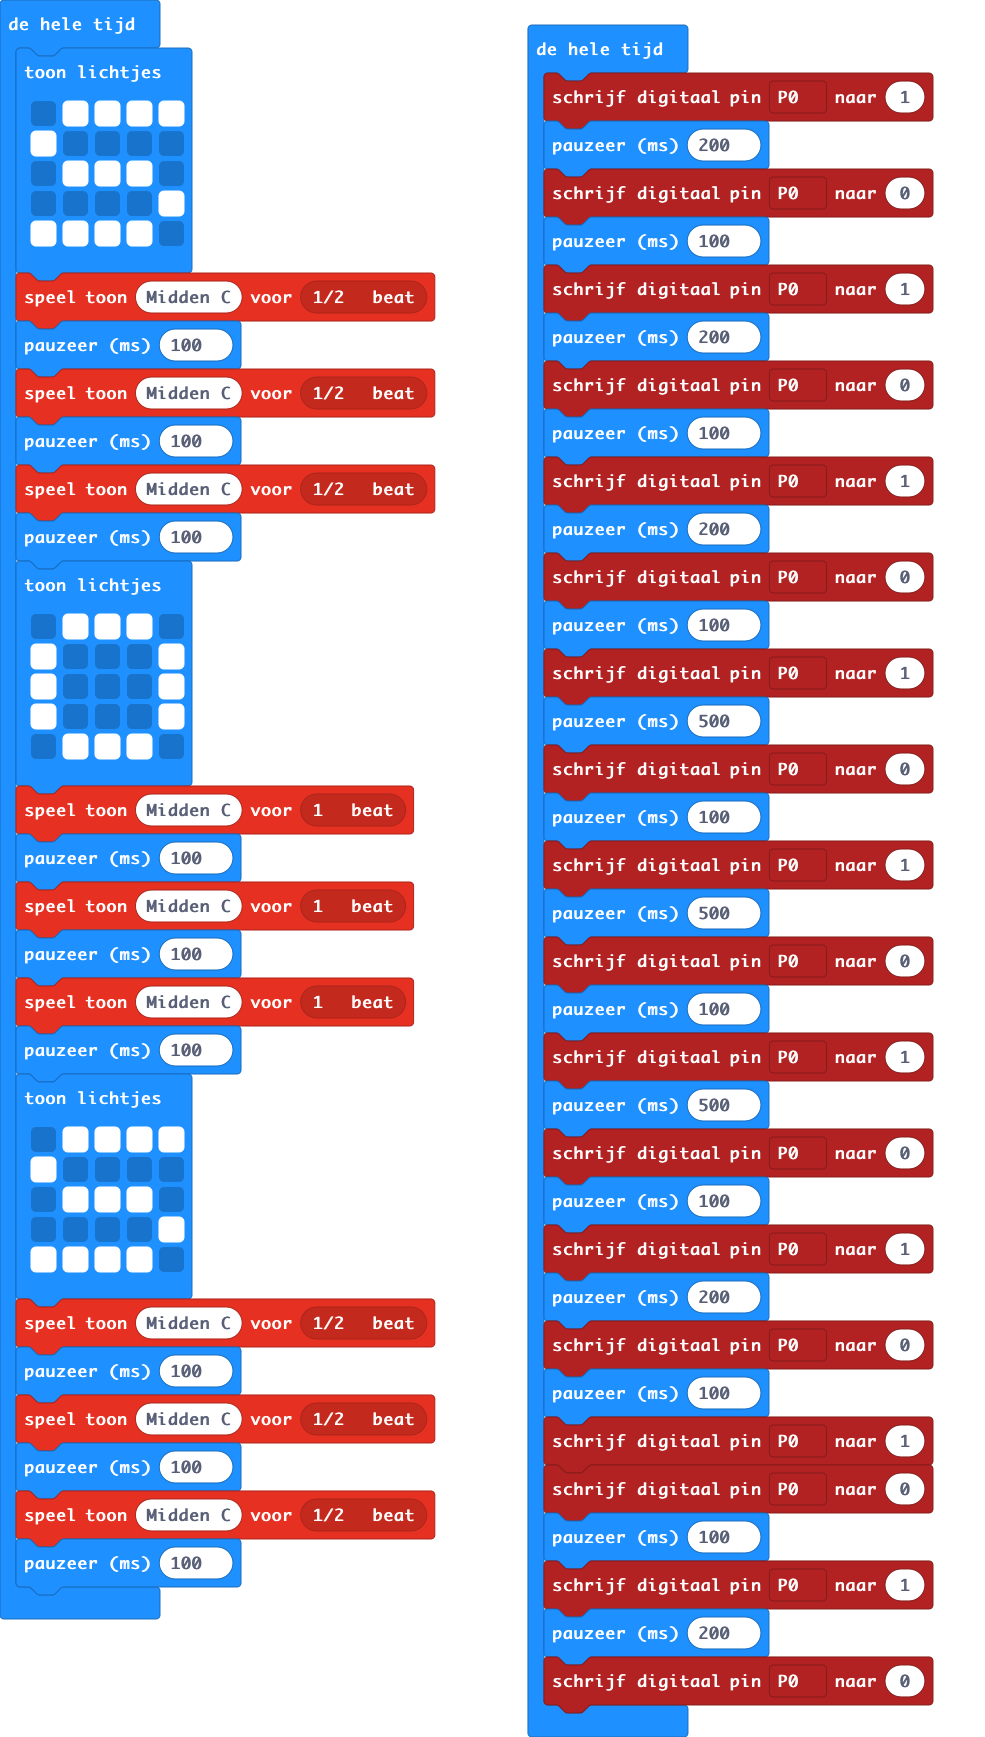 de hele tijd
toon lichtjes
speel toon Midden C voor 1/2 beat
pauzeer (ms) 100
speel toon Midden C voor 1/2 beat
pauzeer (ms) 100
speel toon Midden C voor 1/2 beat
pauzeer (ms) 100
toon lichtjes
speel toon Midden C voor 1 beat
pauzeer (ms) 100
speel toon Midden C voor 1 beat
pauzeer (ms) 100
speel toon Midden C voor 1 beat
pauzeer (ms) 100
toon lichtjes
speel toon Midden C voor 1/2 beat
pauzeer (ms) 100
speel toon Midden C voor 1/2 beat
pauzeer (ms) 100
speel toon Midden C voor 1/2 beat
pauzeer (ms) 100
de hele tijd
schrijf digitaal pin P0 naar 1
pauzeer (ms) 200
schrijf digitaal pin P0 naar 0
pauzeer (ms) 100
schrijf digitaal pin P0 naar 1
pauzeer (ms) 200
schrijf digitaal pin P0 naar 0
pauzeer (ms) 100
schrijf digitaal pin P0 naar 1
pauzeer (ms) 200
schrijf digitaal pin P0 naar 0
pauzeer (ms) 100
schrijf digitaal pin P0 naar 1
pauzeer (ms) 500
schrijf digitaal pin P0 naar 0
pauzeer (ms) 100
schrijf digitaal pin P0 naar 1
pauzeer (ms) 500
schrijf digitaal pin P0 naar 0
pauzeer (ms) 100
schrijf digitaal pin P0 naar 1
pauzeer (ms) 500
schrijf digitaal pin P0 naar 0
pauzeer (ms) 100
schrijf digitaal pin P0 naar 1
pauzeer (ms) 200
schrijf digitaal pin P0 naar 0
pauzeer (ms) 100
schrijf digitaal pin P0 naar 1
schrijf digitaal pin P0 naar 0
pauzeer (ms) 100
schrijf digitaal pin P0 naar 1
pauzeer (ms) 200
schrijf digitaal pin P0 naar 0